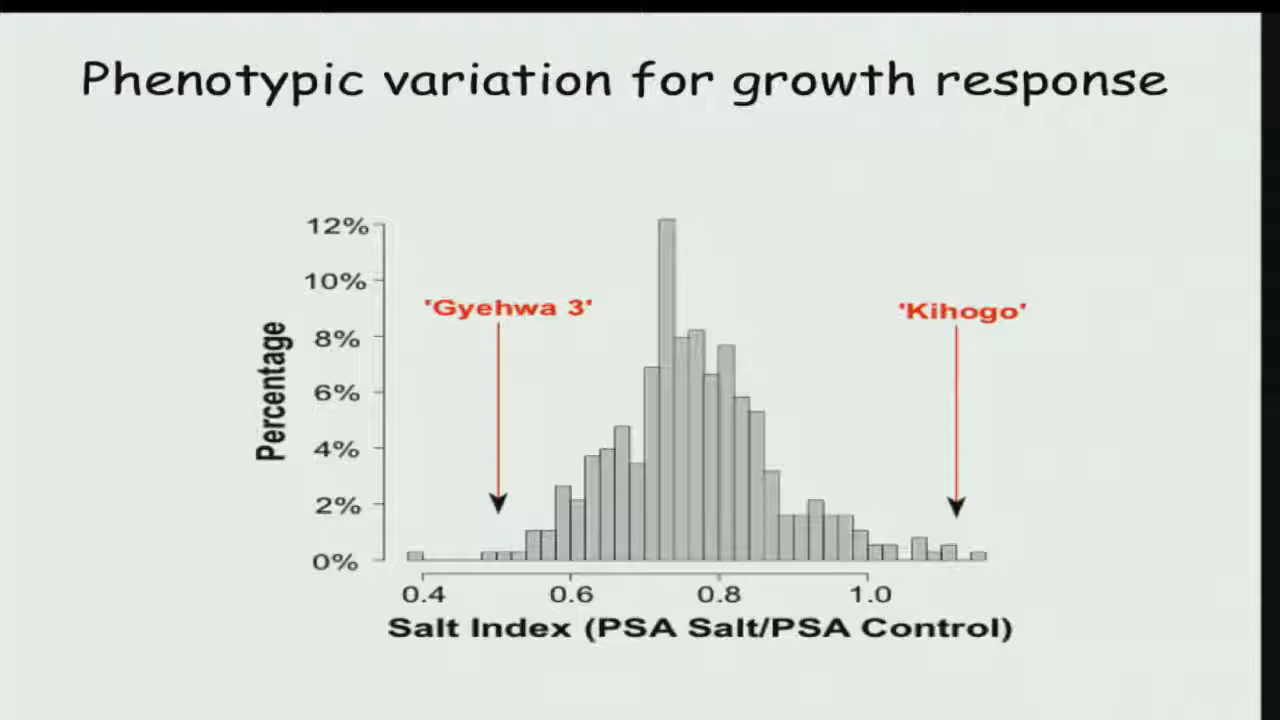 Phenotypic variation for growth response
12%
10%
8%
6%
4%
2%
0%
Percentage
'Gyehwa 3'
'Kihogo'
0.4 0.6 0.8 1.0
Salt Index (PSA Salt/PSA Control)